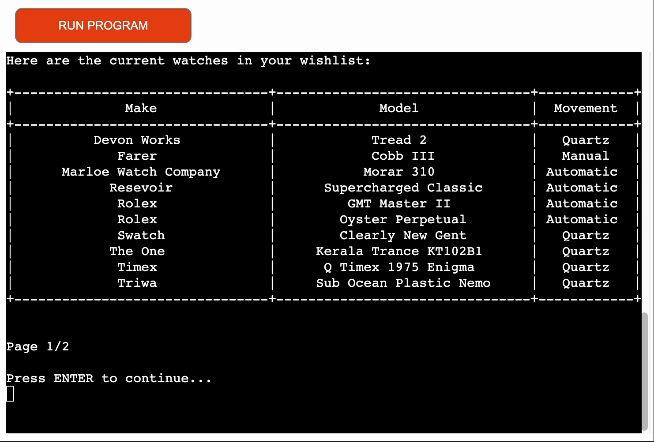 RUN PROGRAM
Here are the current watches in your wishlist:
+--------------------------------+--------------------------------+------------+
| Make | Model | Movement |
+--------------------------------+--------------------------------+------------+
| Devon Works | Tread 2 | Quartz |
| Farer | Cobb III | Manual |
| Marloe Watch Company | Morar 310 | Automatic |
| Resevoir | Supercharged Classic | Automatic |
| Rolex | GMT Master II | Automatic |
| Rolex | Oyster Perpetual | Automatic |
| Swatch | Clearly New Gent | Quartz |
| The One | Kerala Trance KT102B1 | Quartz |
| Timex | Q Timex 1975 Enigma | Quartz |
| Triwa | Sub Ocean Plastic Nemo | Quartz |
+--------------------------------+--------------------------------+------------+
Page 1/2
Press ENTER to continue...